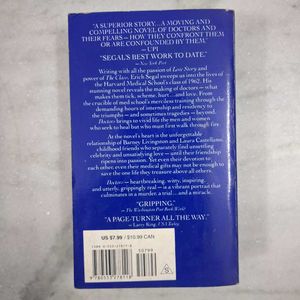 "A SUPERIOR STORY...A MOVING AND
COMPELLING NOVEL OF DOCTORS AND
THEIR FEARS—HOW THEY CONFRONT THEM
OR ARE CONFOUNDED BY THEM."
—UPI
"SEGAL'S BEST WORK TO DATE."
—New York Post
Writing with all the passion of Love Story and
power of The Class, Erich Segal sweeps us into the lives of
the Harvard Medical School's class of 1962. His
stunning novel reveals the making of doctors—what
makes them tick, scheme, hurt...and love. From
the crucible of med school's merciless training through the
demanding hours of internship and residency to
the triumphs—and sometimes tragedies—beyond,
Doctors brings to vivid life the men and women
who seek to heal but who must first walk through fire.
At the novel's heart is the unforgettable
relationship of Barney Livingston and Laura Castellano,
childhood friends who separately find unsettling
celebrity and unsatisfying love—until their friendship
ripens into passion. Yet even their devotion to each
other, even their medical gifts may not be enough to
save the one life they treasure above all others.
Doctors—heartbreaking, witty, inspiring,
and utterly, grippingly real—is a vibrant portrait that
culminates in a murder, a trial...and a miracle.
"GRIPPING."
—The Washington Post Book World
"A PAGE-TURNER ALL THE WAY."
—Larry King, USA Today
US $7.99 / $10.99 CAN
50799
9 780553 278118